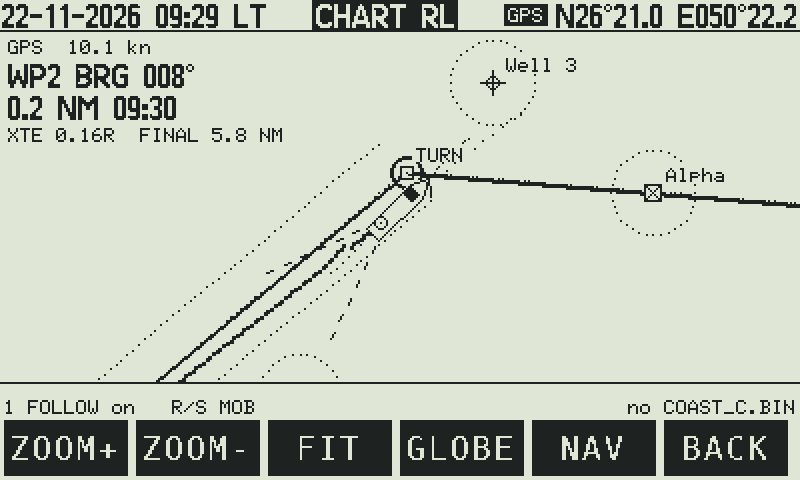 22-11-2026 09:29 LT CHART RL GPS N26°21.0 E050°22.2
GPS 10.1 kn
WP2 BRG 008°
0.2 NM 09:30
XTE 0.16R FINAL 5.8 NM
Well 3
TURN
Alpha
1 FOLLOW on R/S MOB no COAST_C.BIN
ZOOM+ ZOOM- FIT GLOBE NAV BACK